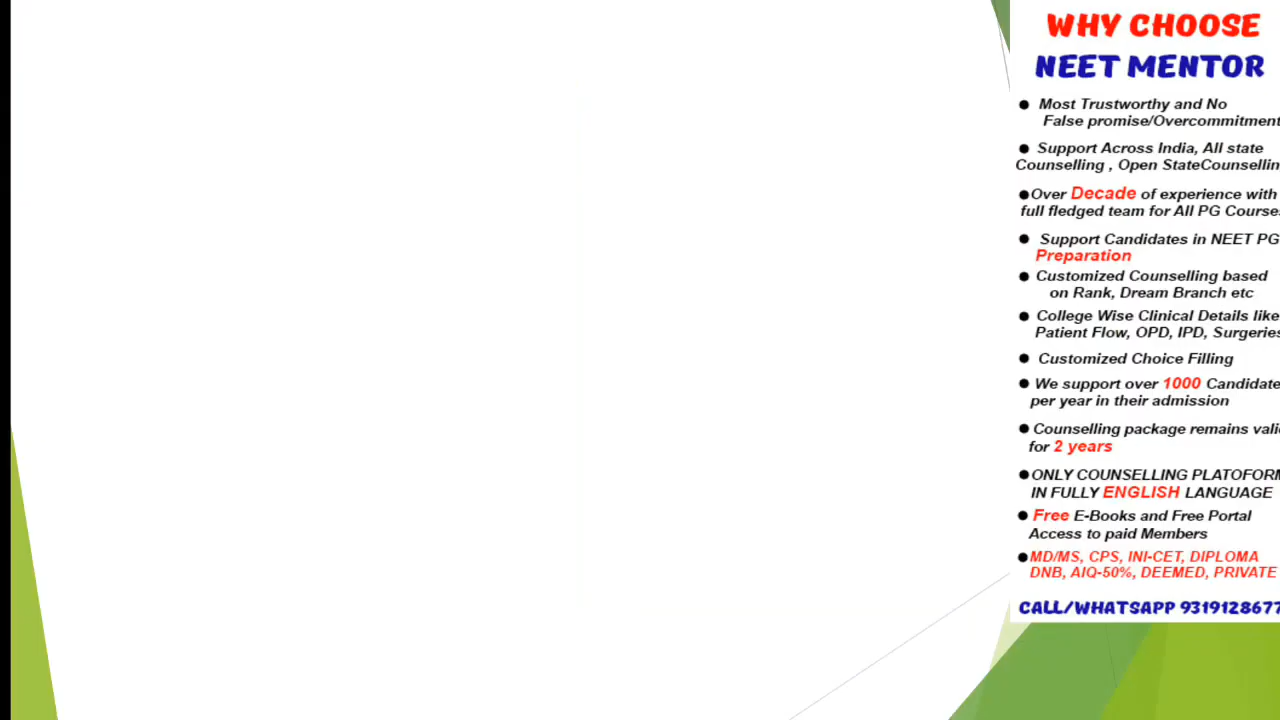 WHY CHOOSE
NEET MENTOR
● Most Trustworthy and No
False promise/Overcommitment
● Support Across India, All state
Counselling , Open StateCounsellin
●Over Decade of experience with
full fledged team for All PG Courses
● Support Candidates in NEET PG
Preparation
● Customized Counselling based
on Rank, Dream Branch etc
● College Wise Clinical Details like
Patient Flow, OPD, IPD, Surgeries
● Customized Choice Filling
● We support over 1000 Candidate
per year in their admission
● Counselling package remains vali
for 2 years
●ONLY COUNSELLING PLATOFORM
IN FULLY ENGLISH LANGUAGE
● Free E-Books and Free Portal
Access to paid Members
●MD/MS, CPS, INI-CET, DIPLOMA
DNB, AIQ-50%, DEEMED, PRIVATE
CALL/WHATSAPP 9319128677